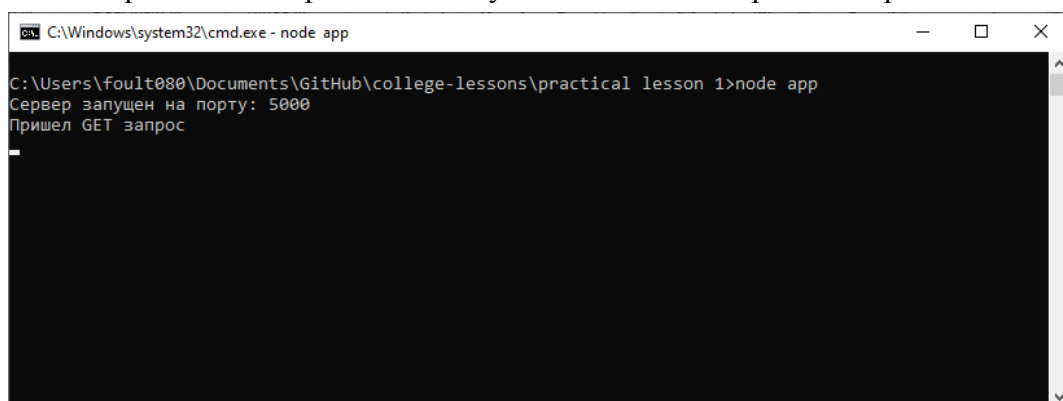 C:\Windows\system32\cmd.exe - node app
C:\Users\foult080\Documents\GitHub\college-lessons\practical lesson 1>node app
Сервер запущен на порту: 5000
Пришел GET запрос